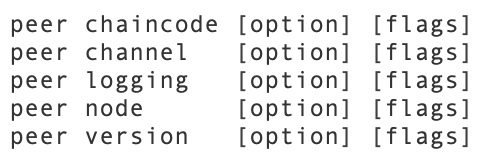 peer chaincode [option] [flags]
peer channel   [option] [flags]
peer logging   [option] [flags]
peer node      [option] [flags]
peer version   [option] [flags]